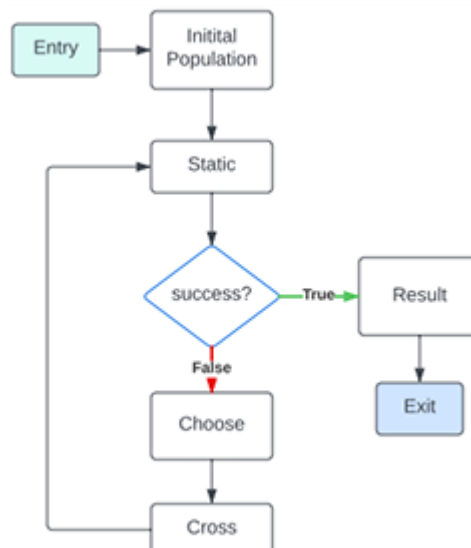 Entry
Initital
Population
Static
success?
True
Result
False
Choose
Exit
Cross